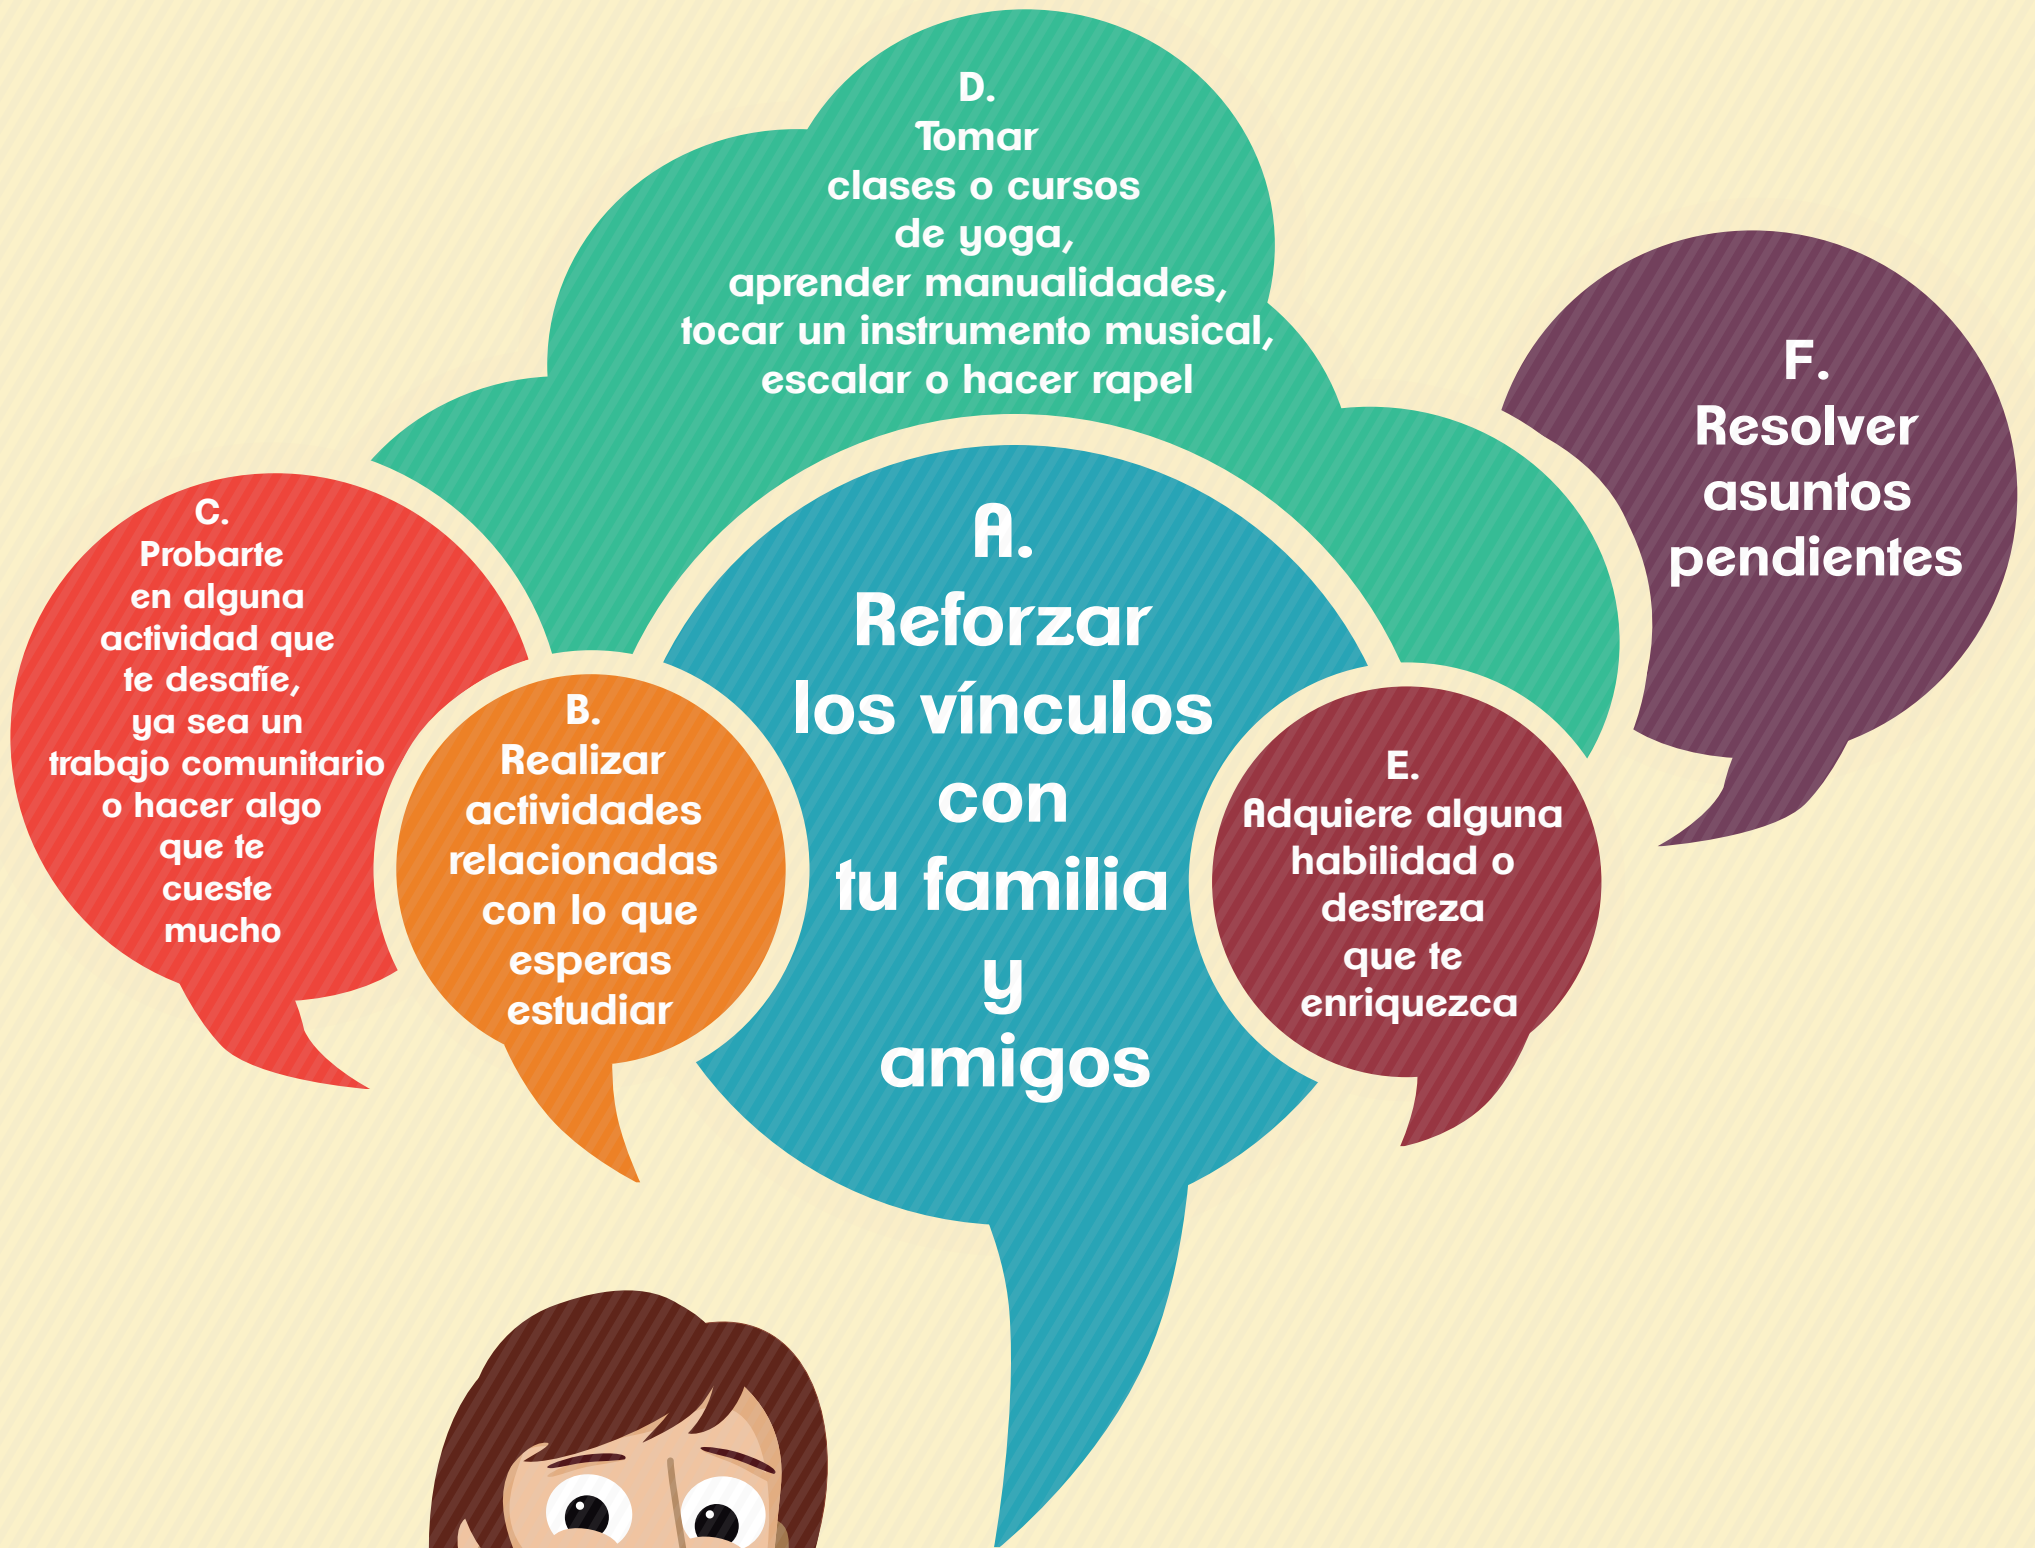 D.
Tomar
clases o cursos
de yoga,
aprender manualidades,
tocar un instrumento musical,
escalar o hacer rapel
F.
Resolver
asuntos
pendientes
C.
Probarte
en alguna
actividad que
te desafíe,
ya sea un
trabajo comunitario
o hacer algo
que te
cueste
mucho
A.
Reforzar
los vínculos
con
tu familia
y
amigos
B.
Realizar
actividades
relacionadas
con lo que
esperas
estudiar
E.
Adquiere alguna
habilidad o
destreza
que te
enriquezca